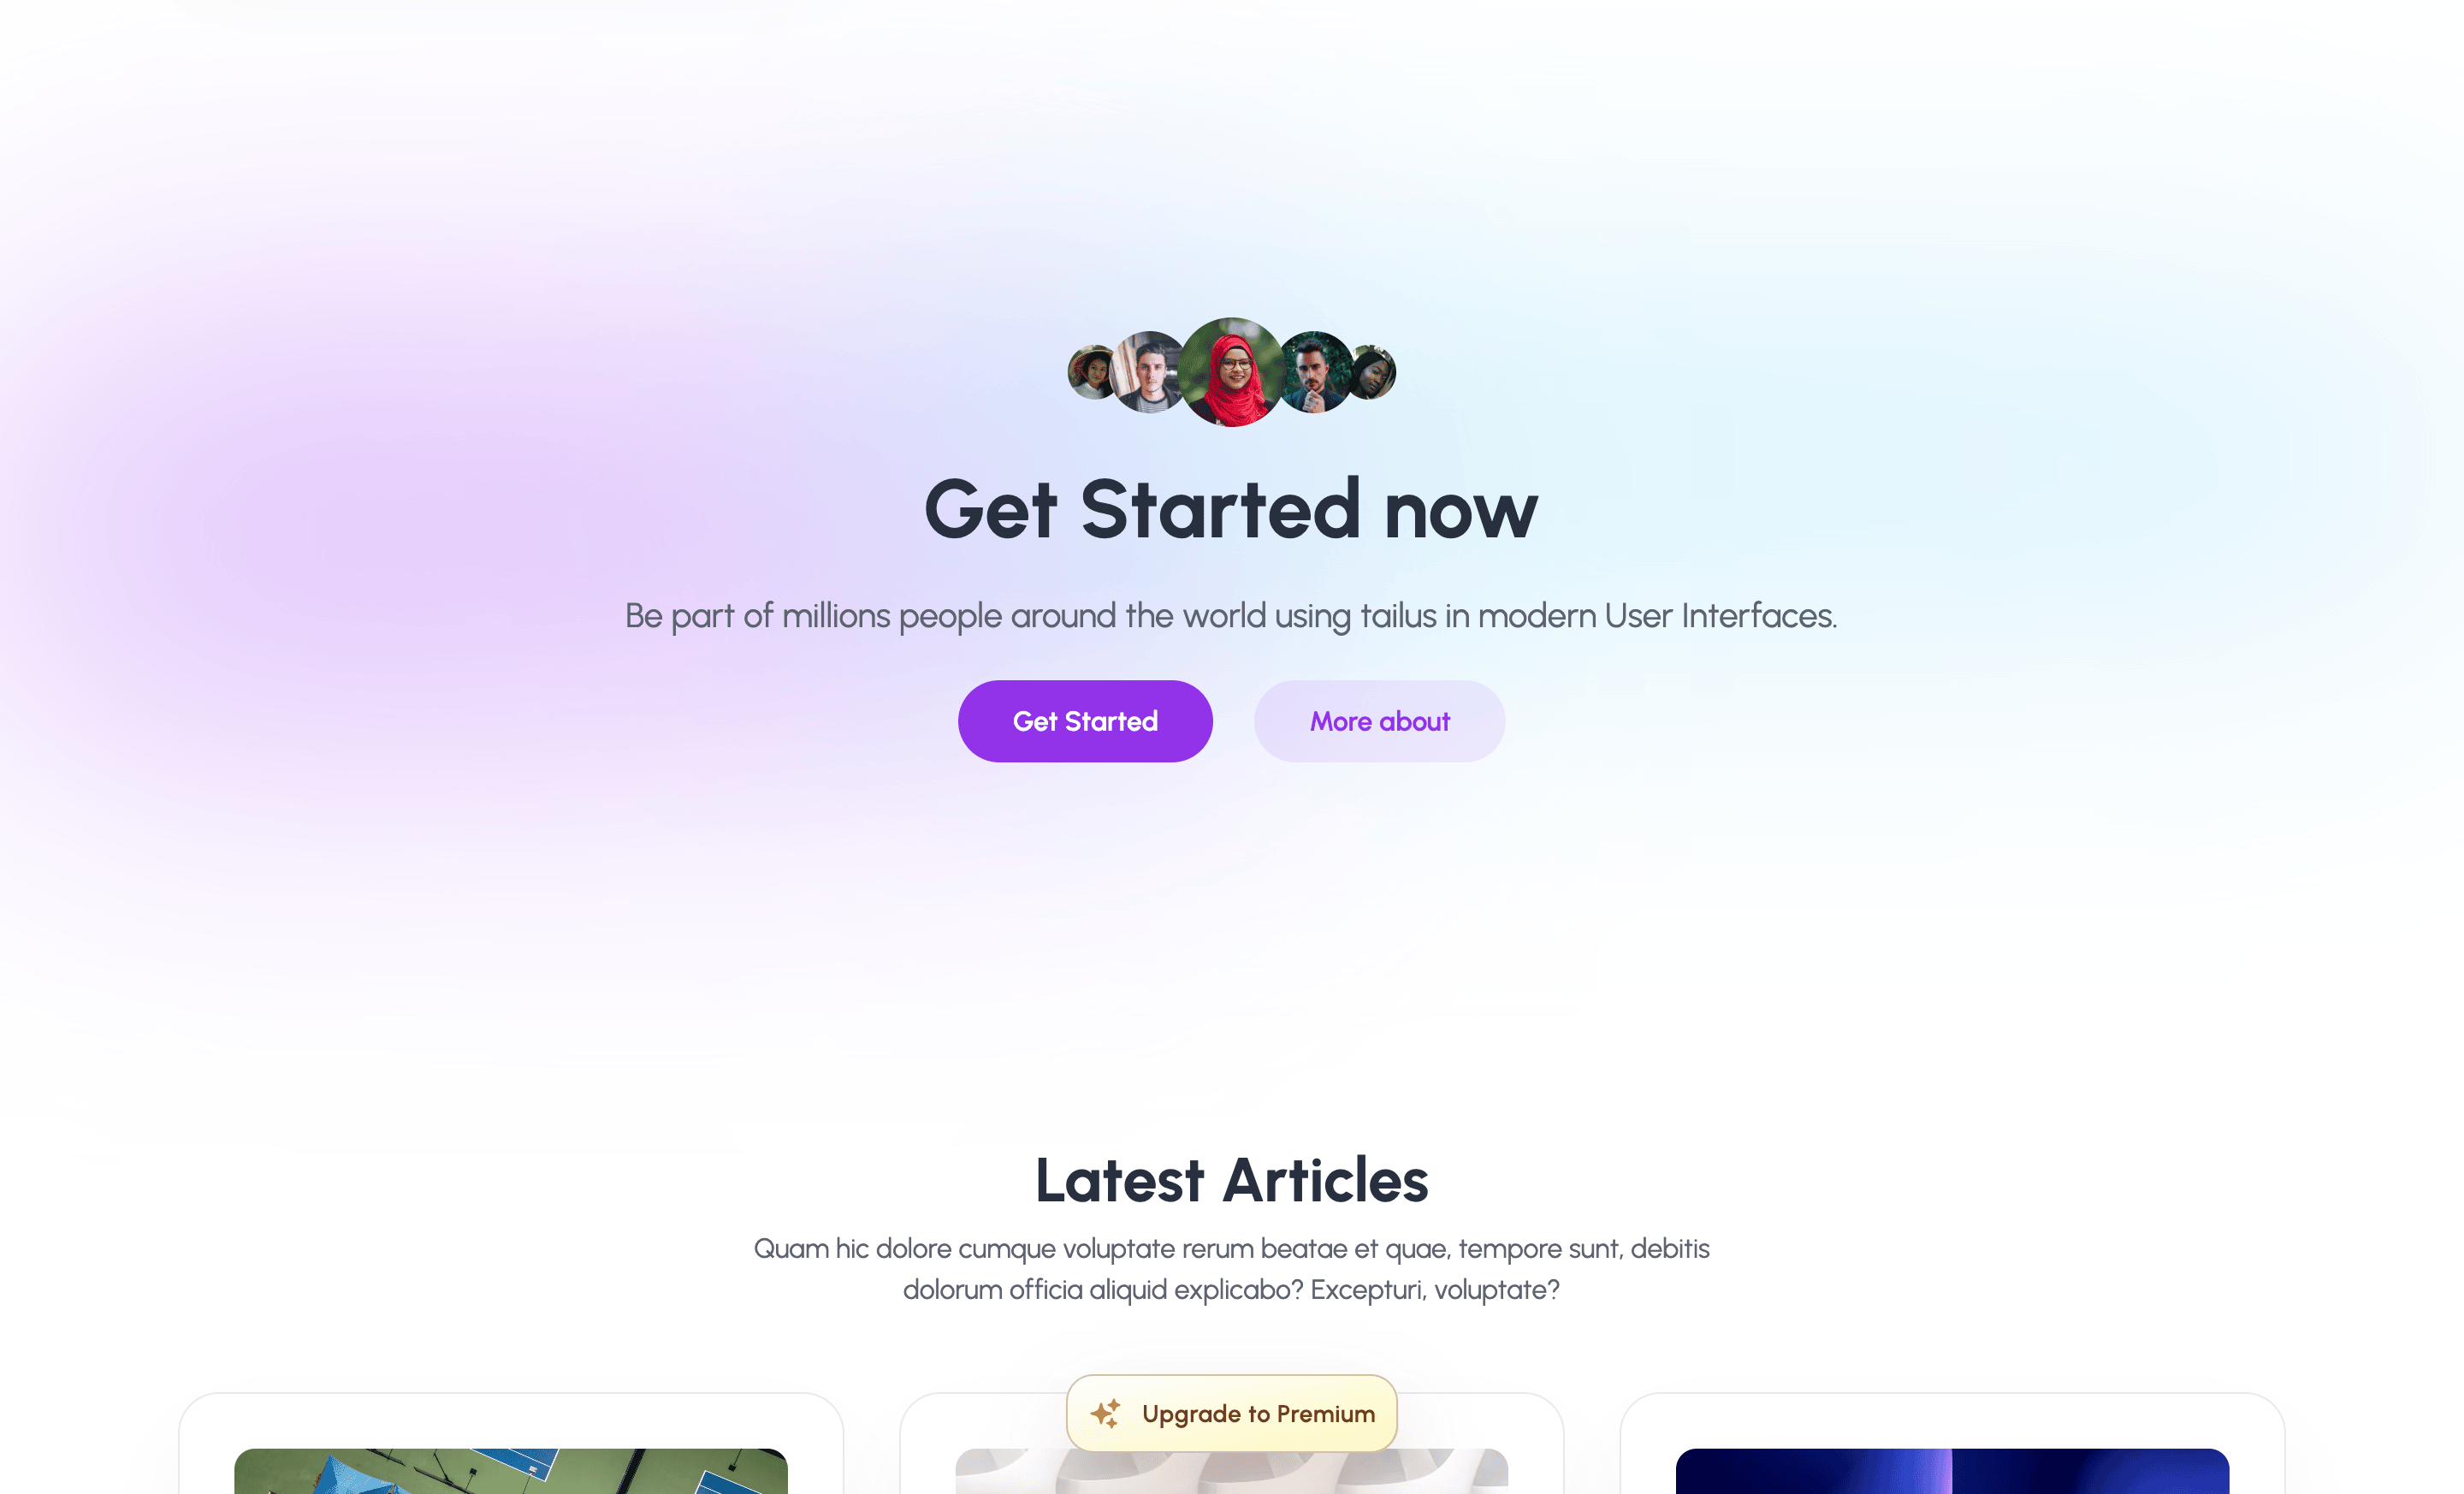 Get Started now
Be part of millions people around the world using tailus in modern User Interfaces.
Get Started
More about
Latest Articles
Quam hic dolore cumque voluptate rerum beatae et quae, tempore sunt, debitis
dolorum officia aliquid explicabo? Excepturi, voluptate?
Upgrade to Premium